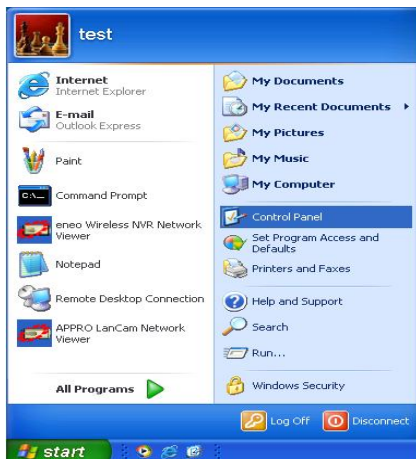 test
Internet
Internet Explorer
E-mail
Outlook Express
Paint
C:\_
Command Prompt
eneo Wireless NVR Network
Viewer
Notepad
Remote Desktop Connection
APPRO LanCam Network
Viewer
All Programs
My Documents
My Recent Documents
My Pictures
My Music
My Computer
Control Panel
Set Program Access and
Defaults
Printers and Faxes
Help and Support
Search
Run...
Windows Security
Log Off
Disconnect
start